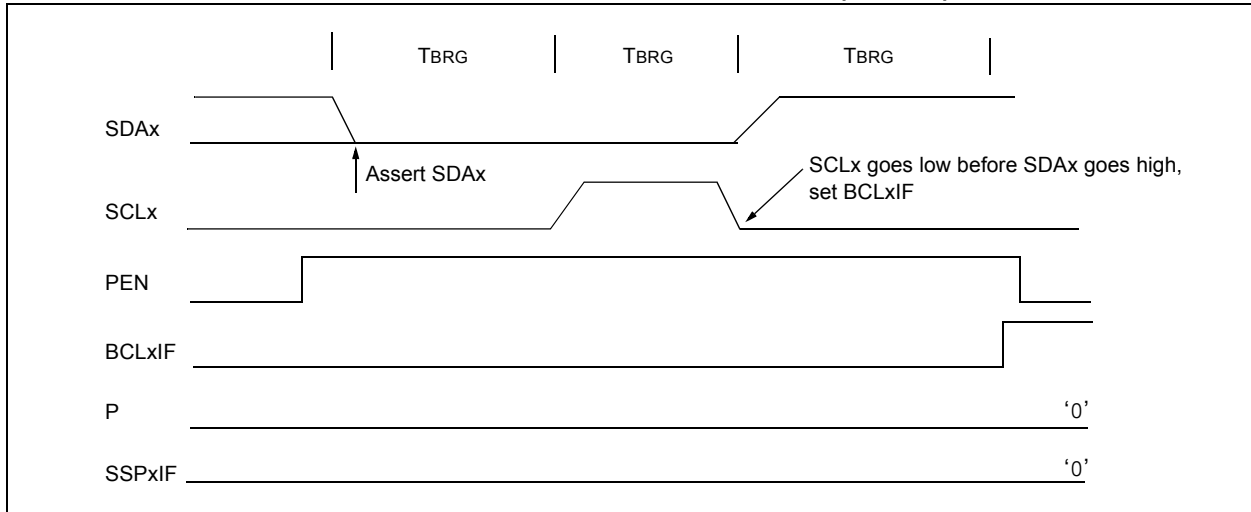 TBRG TBRG TBRG
SDAx
Assert SDAx
SCLx goes low before SDAx goes high,
set BCLxIF
SCLx
PEN
BCLxIF
P '0'
SSPxIF '0'